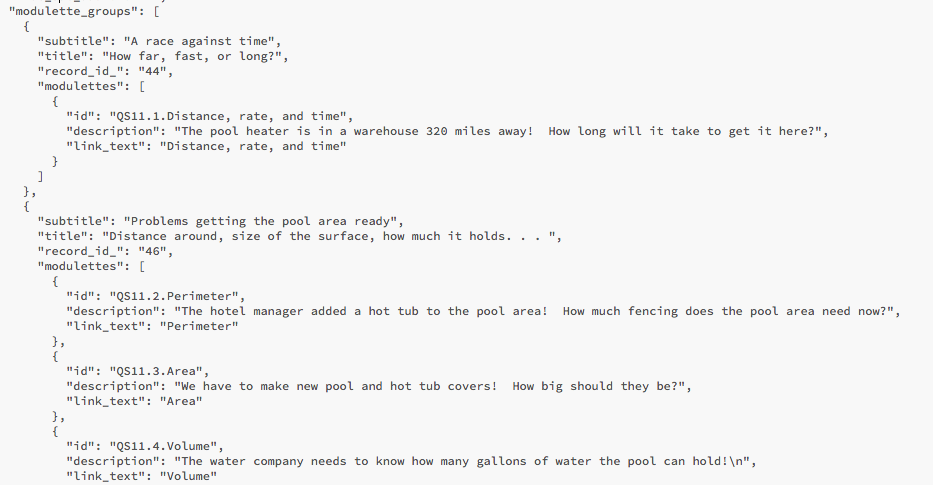 "modulette_groups": [
{
"subtitle": "A race against time",
"title": "How far, fast, or long?",
"record_id_": "44",
"modulettes": [
{
"id": "QS11.1.Distance, rate, and time",
"description": "The pool heater is in a warehouse 320 miles away!  How long will it take to get it here?",
"link_text": "Distance, rate, and time"
}
]
},
{
"subtitle": "Problems getting the pool area ready",
"title": "Distance around, size of the surface, how much it holds. . . ",
"record_id_": "46",
"modulettes": [
{
"id": "QS11.2.Perimeter",
"description": "The hotel manager added a hot tub to the pool area!  How much fencing does the pool area need now?",
"link_text": "Perimeter"
},
{
"id": "QS11.3.Area",
"description": "We have to make new pool and hot tub covers!  How big should they be?",
"link_text": "Area"
},
{
"id": "QS11.4.Volume",
"description": "The water company needs to know how many gallons of water the pool can hold!\n",
"link_text": "Volume"